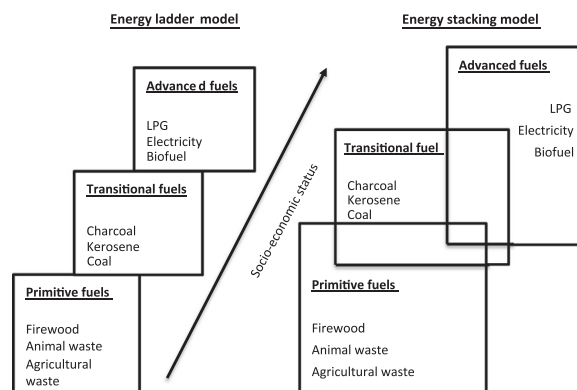 Energy ladder model
Advanced fuels
LPG
Electricity
Biofuel
Transitional fuels
Charcoal
Kerosene
Coal
Primitive fuels
Firewood
Animal waste
Agricultural
waste
Socio-economic status
Energy stacking model
Advanced fuels
LPG
Electricity
Biofuel
Transitional fuel
Charcoal
Kerosene
Coal
Primitive fuels
Firewood
Animal waste
Agricultural waste